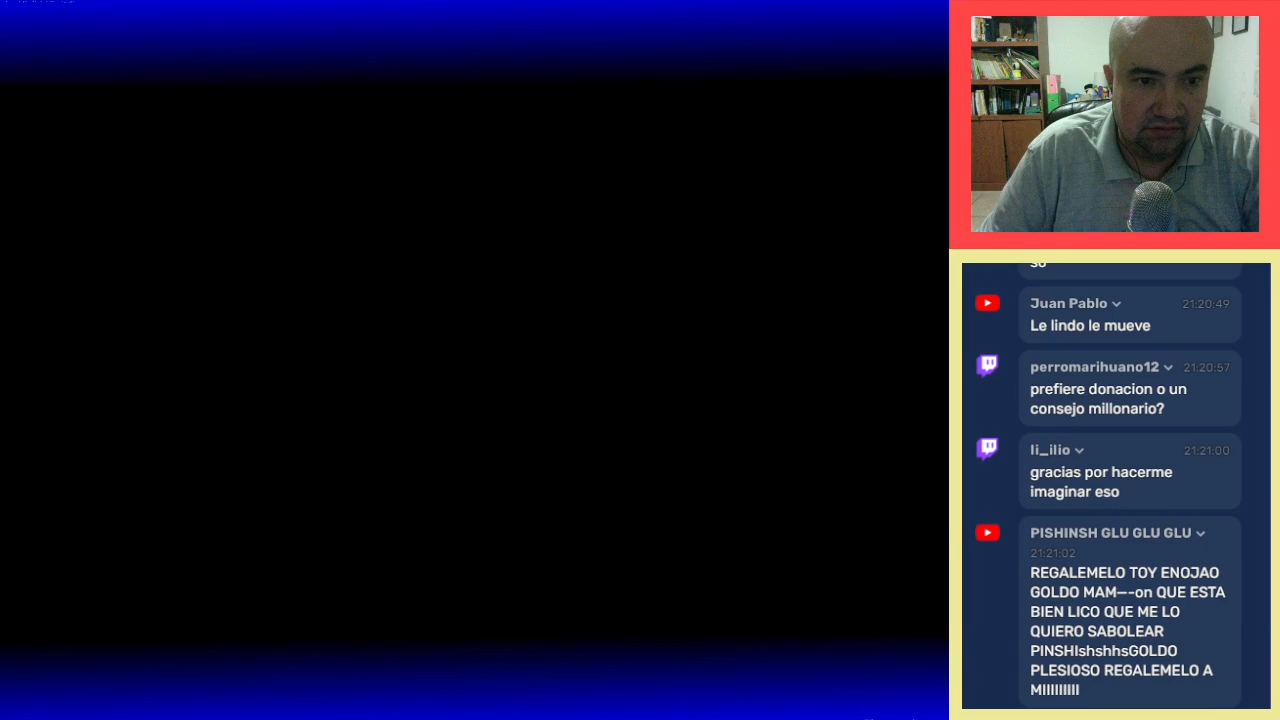 so
Juan Pablo 21:20:49
Le lindo le mueve
perromarihuano12 21:20:57
prefiere donacion o un
consejo millonario?
li_ilio 21:21:00
gracias por hacerme
imaginar eso
PISHINSH GLU GLU GLU
21:21:02
REGALEMELO TOY ENOJAO
GOLDO MAM—-on QUE ESTA
BIEN LICO QUE ME LO
QUIERO SABOLEAR
PINSHIshshhsGOLDO
PLESIOSO REGALEMELO A
MIIIIIIIII